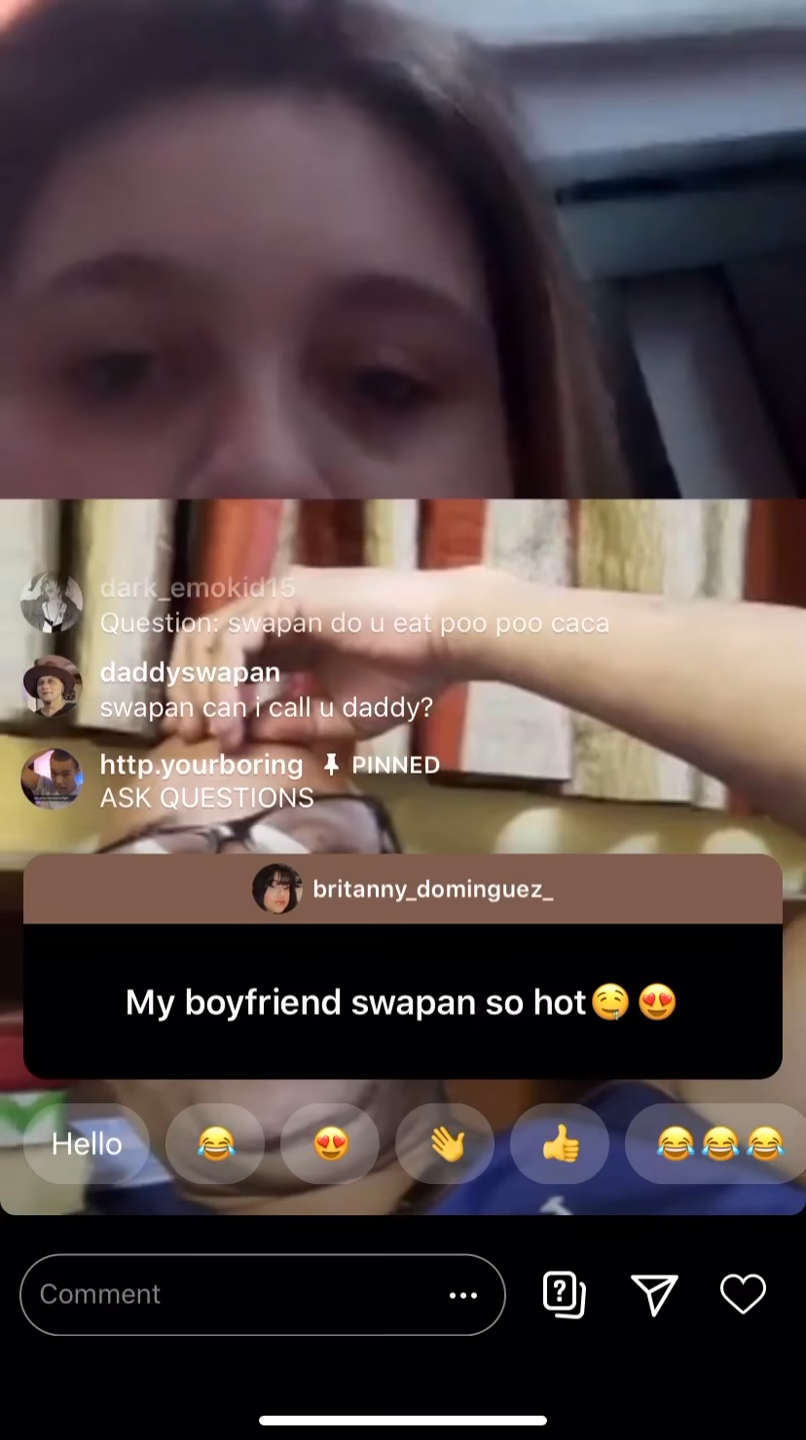 dark_emokid15
Question: swapan do u eat poo poo caca
daddyswapan
swapan can i call u daddy?
http.yourboring PINNED
ASK QUESTIONS
britanny_dominguez_
My boyfriend swapan so hot🤤😍
Hello 😂 😍 👋 👍 😂😂😂
Comment